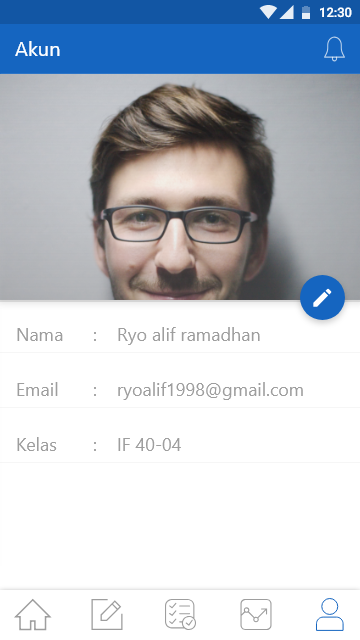 12:30
Akun
Nama : Ryo alif ramadhan
Email : ryoalif1998@gmail.com
Kelas : IF 40-04